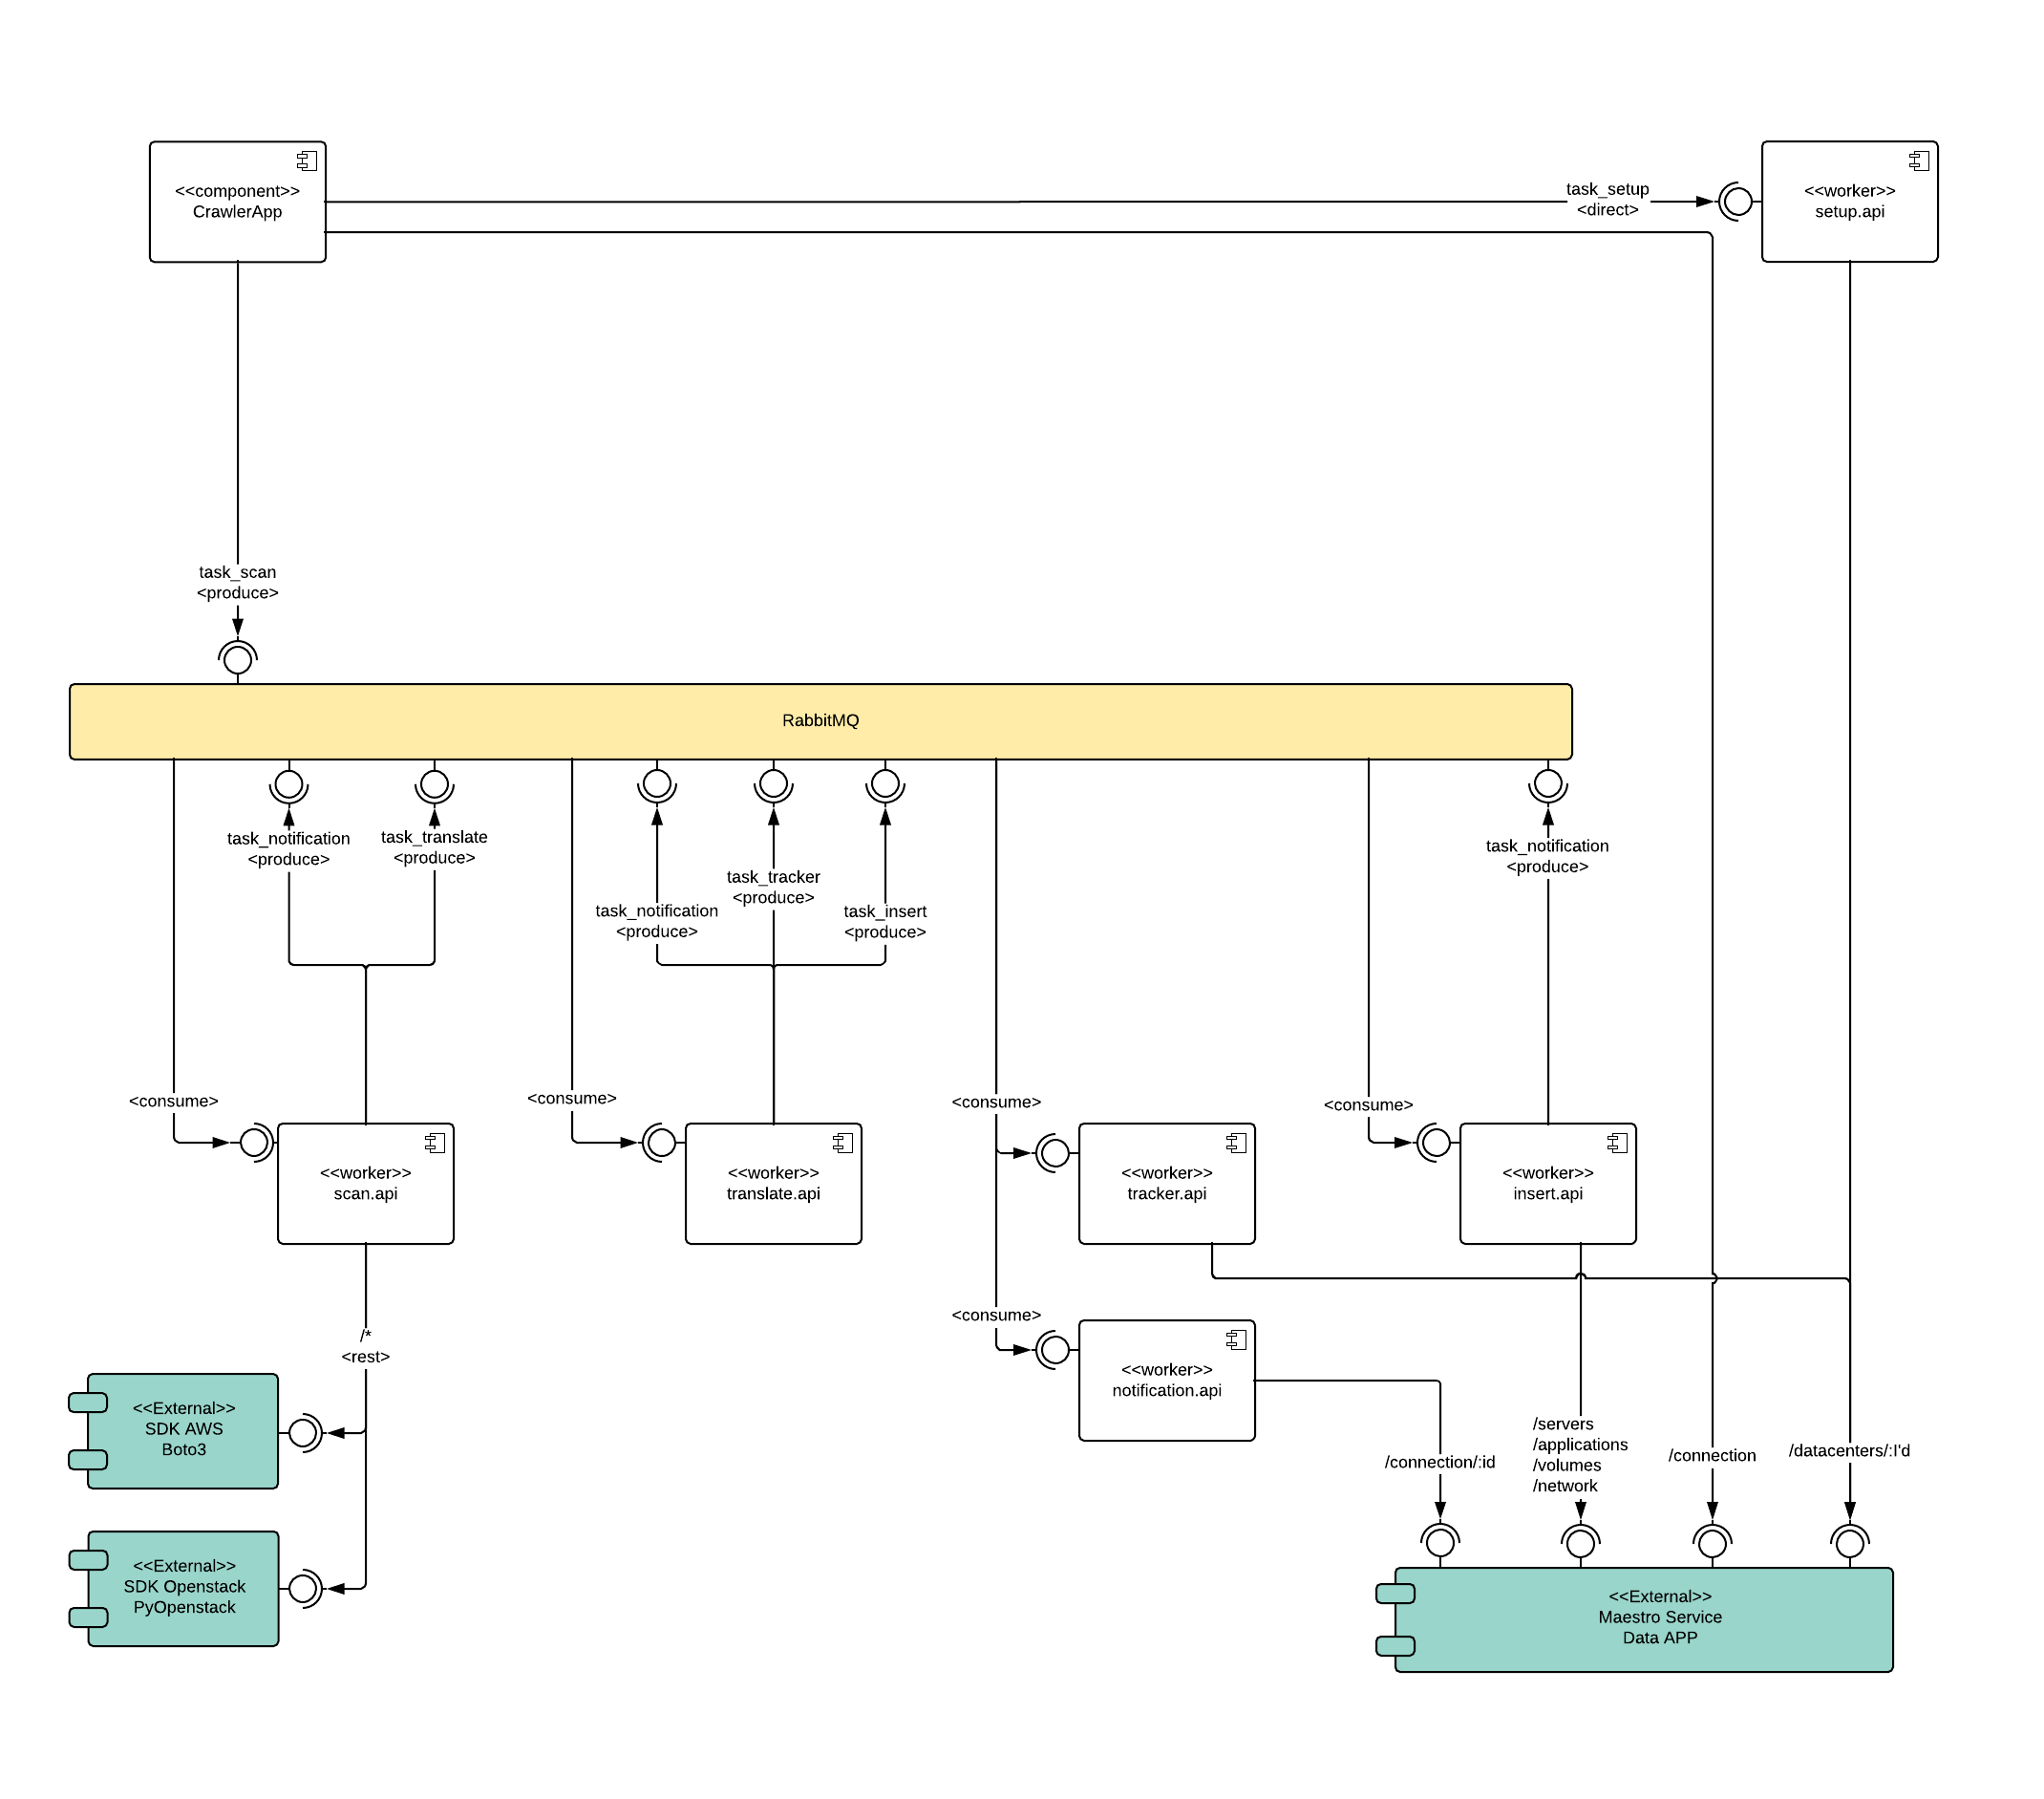 <<component>>
CrawlerApp
task_setup
<direct>
<<worker>>
setup.api
task_scan
<produce>
RabbitMQ
task_notification
<produce>
task_translate
<produce>
task_notification
<produce>
task_tracker
<produce>
task_insert
<produce>
task_notification
<produce>
<consume>
<consume>
<consume>
<consume>
<<worker>>
scan.api
<<worker>>
translate.api
<<worker>>
tracker.api
<<worker>>
insert.api
/*
<rest>
<consume>
<<worker>>
notification.api
<<External>>
SDK AWS
Boto3
<<External>>
SDK Openstack
PyOpenstack
/connection/:id
/servers
/applications
/volumes
/network
/connection
/datacenters/:I'd
<<External>>
Maestro Service
Data APP